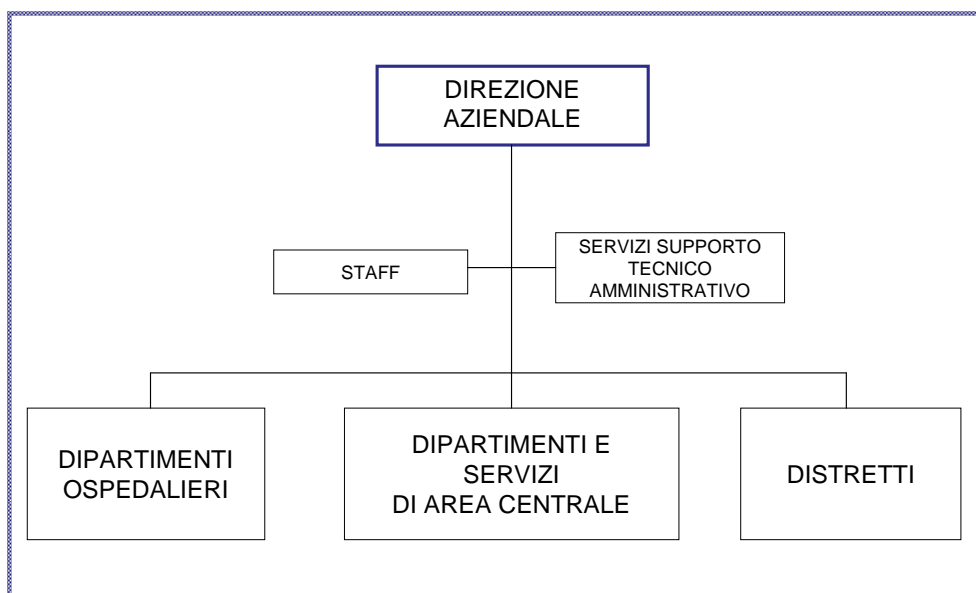 DIREZIONE
AZIENDALE
STAFF
SERVIZI SUPPORTO
TECNICO
AMMINISTRATIVO
DIPARTIMENTI
OSPEDALIERI
DIPARTIMENTI E
SERVIZI
DI AREA CENTRALE
DISTRETTI